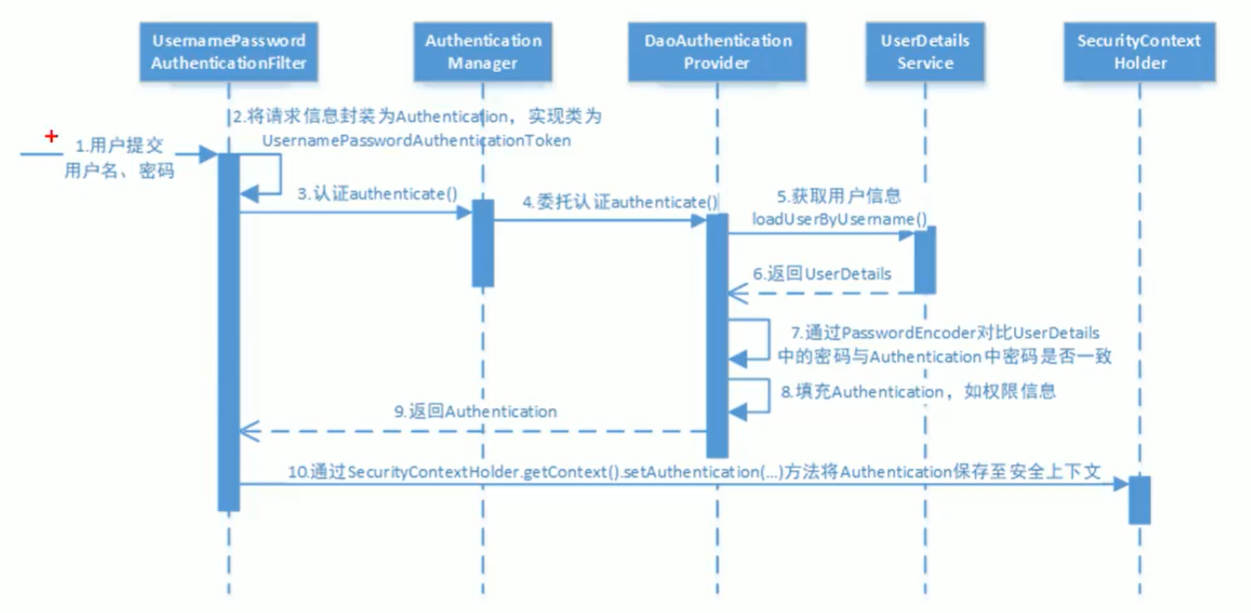 UsernamePassword
AuthenticationFilter
Authentication
Manager
DaoAuthentication
Provider
UserDetails
Service
SecurityContext
Holder
1.用户提交
用户名、密码
2.将请求信息封装为Authentication，实现类为
UsernamePasswordAuthenticationToken
3.认证authenticate()
4.委托认证authenticate()
5.获取用户信息
loadUserByUsername()
6.返回UserDetails
7.通过PasswordEncoder对比UserDetails
中的密码与Authentication中密码是否一致
8.填充Authentication，如权限信息
9.返回Authentication
10.通过SecurityContextHolder.getContext().setAuthentication(...)方法将Authentication保存至安全上下文